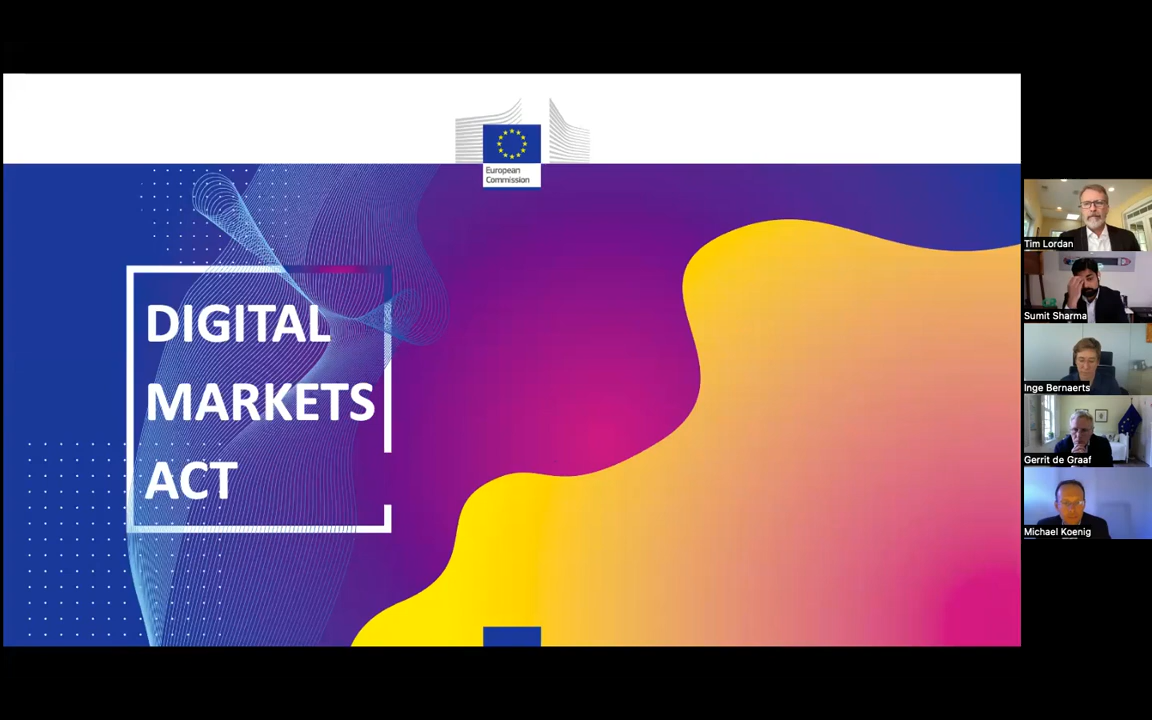 European
Commission
DIGITAL
MARKETS
ACT
Tim Lordan
Sumit Sharma
Inge Bernaerts
Gerrit de Graaf
Michael Koenig